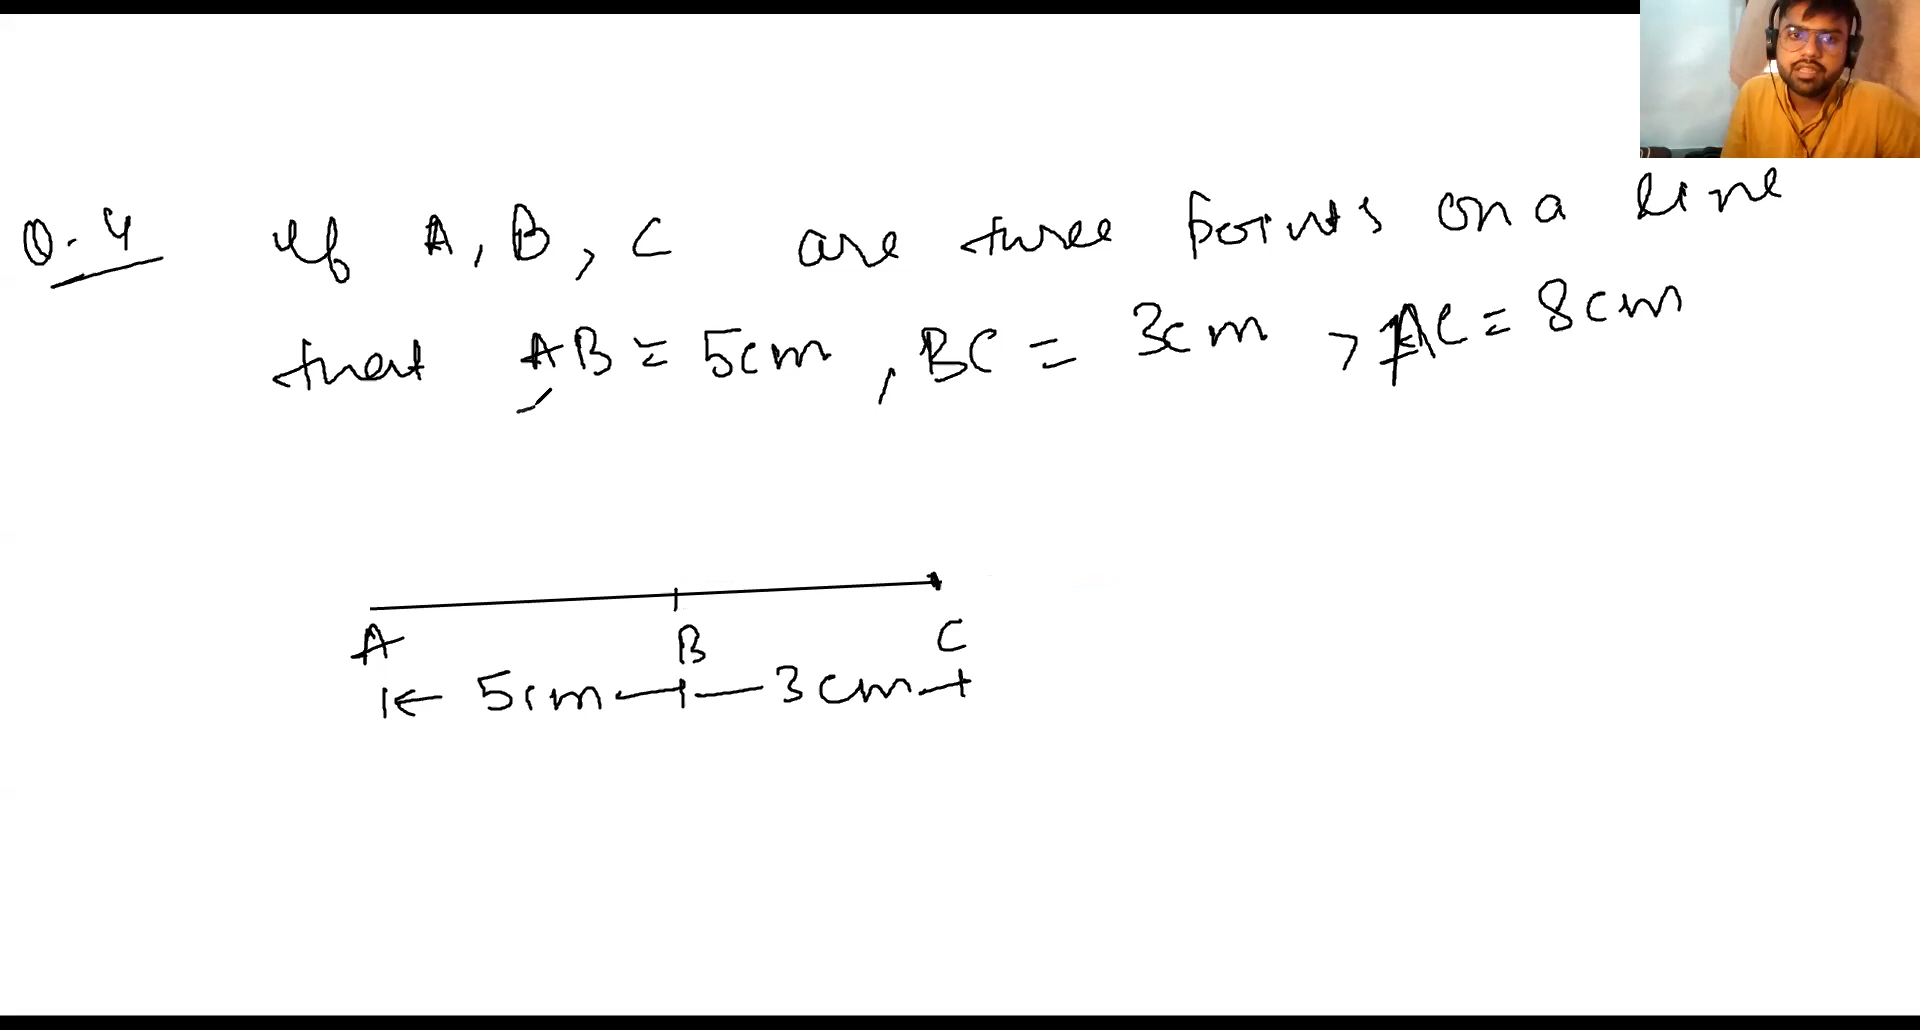 Q.4 If A, B, C are three points on a line
that AB = 5cm, BC = 3cm, AC = 8cm
A B C
5cm 3cm